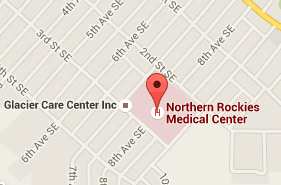 4th Ave SE
6th Ave SE
3rd St SE
2nd St SE
8th Ave SE
Glacier Care Center Inc
H
Northern Rockies
Medical Center
8th Ave SE
6th Ave SE
8th